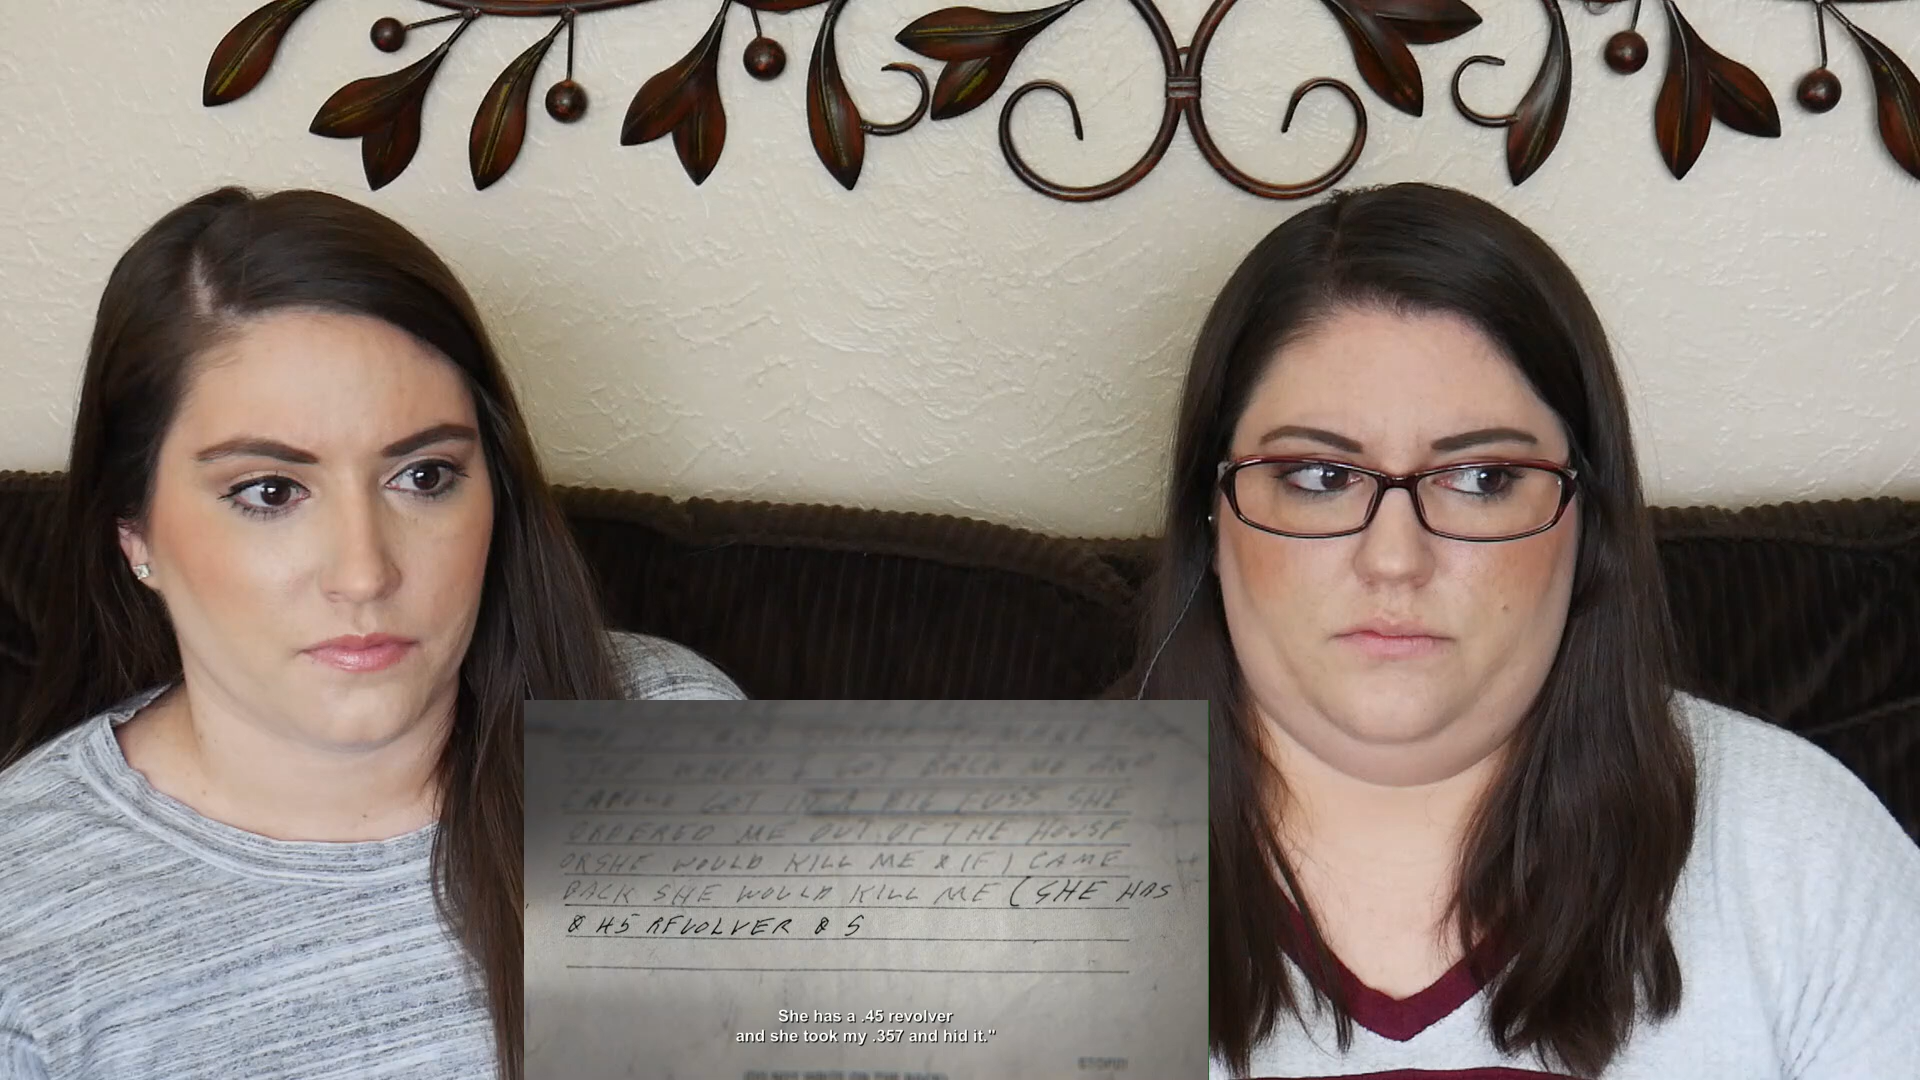 STOP WHEN I GOT BACK ME AND
CAROLE GOT IN A BIG FUSS SHE
ORDERED ME OUT OF THE HOUSE
OR SHE WOULD KILL ME & IF I CAME
BACK SHE WOULD KILL ME (SHE HAS
& 45 REVOLVER & S
She has a .45 revolver
and she took my .357 and hid it."